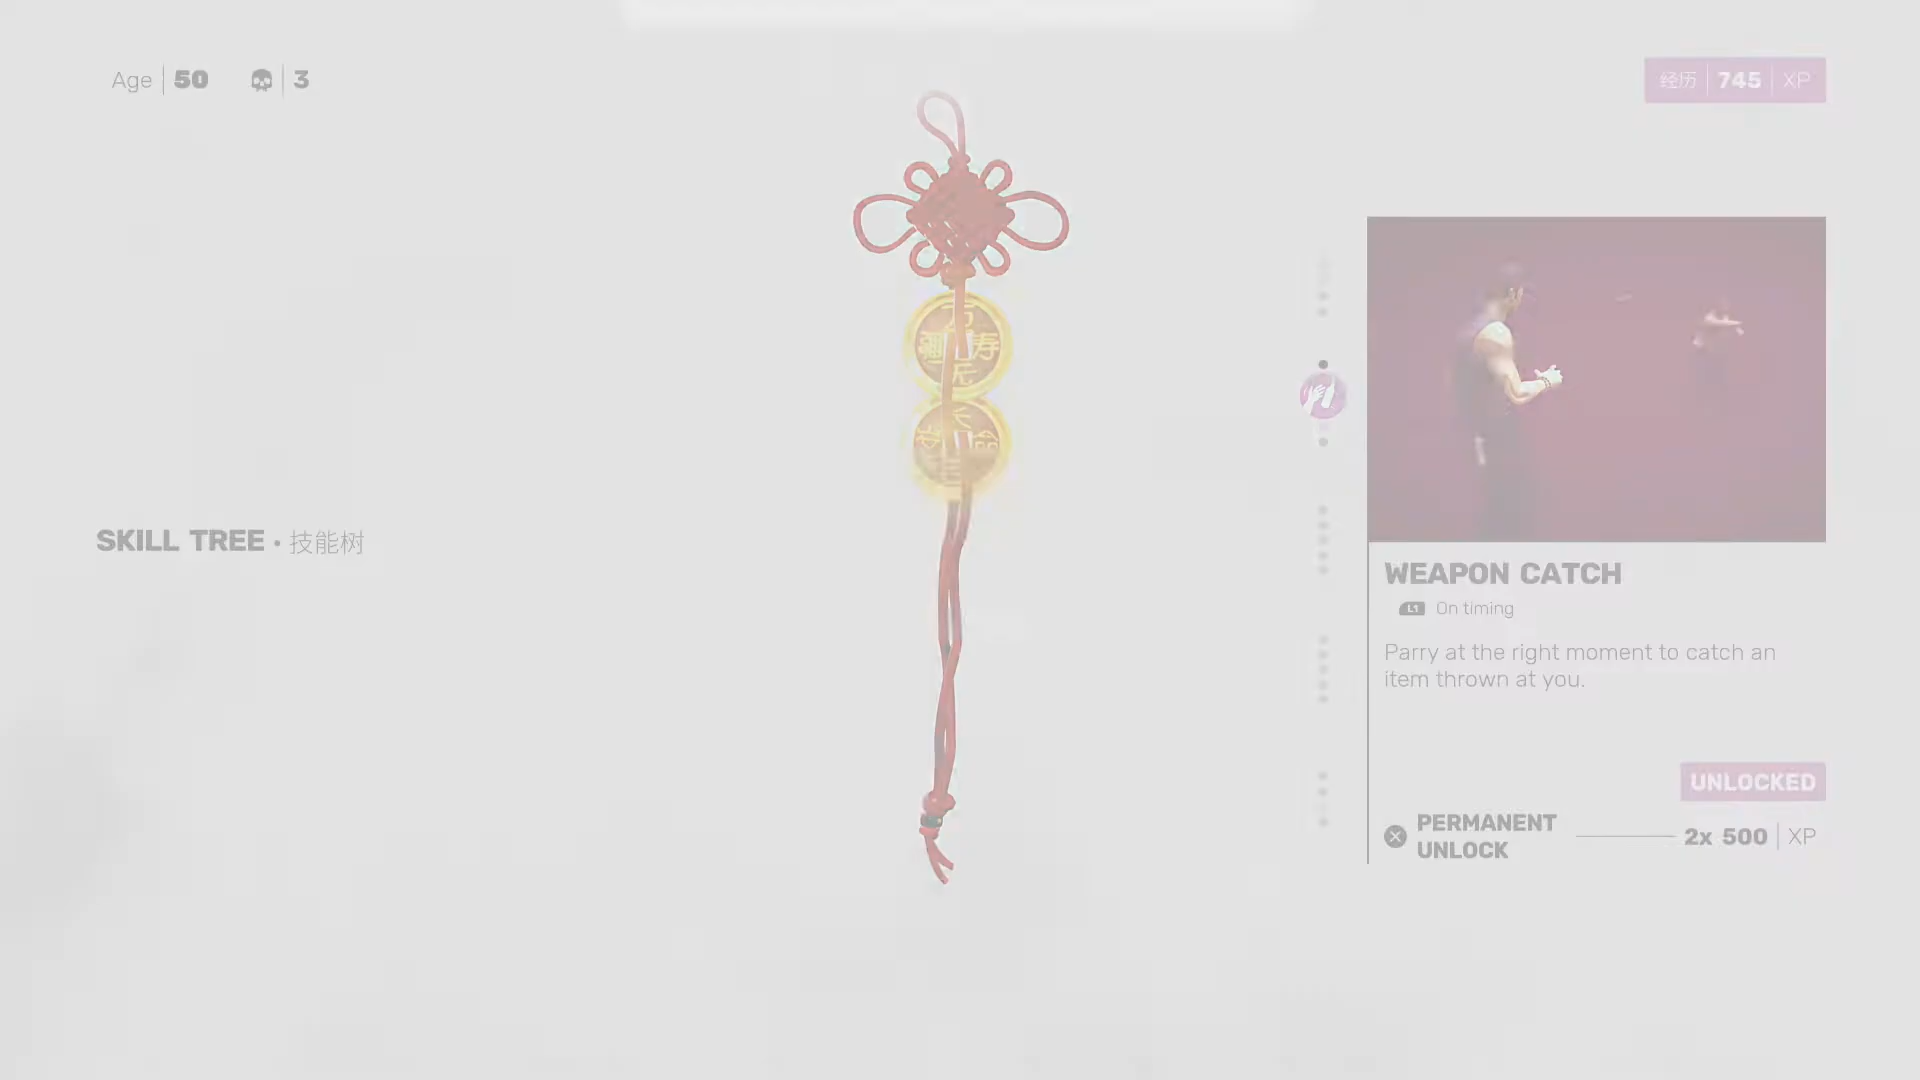 Age 50 3
经历 745 XP
SKILL TREE • 技能树
WEAPON CATCH
L1 On timing
Parry at the right moment to catch an
item thrown at you.
UNLOCKED
PERMANENT
UNLOCK
2x 500 XP